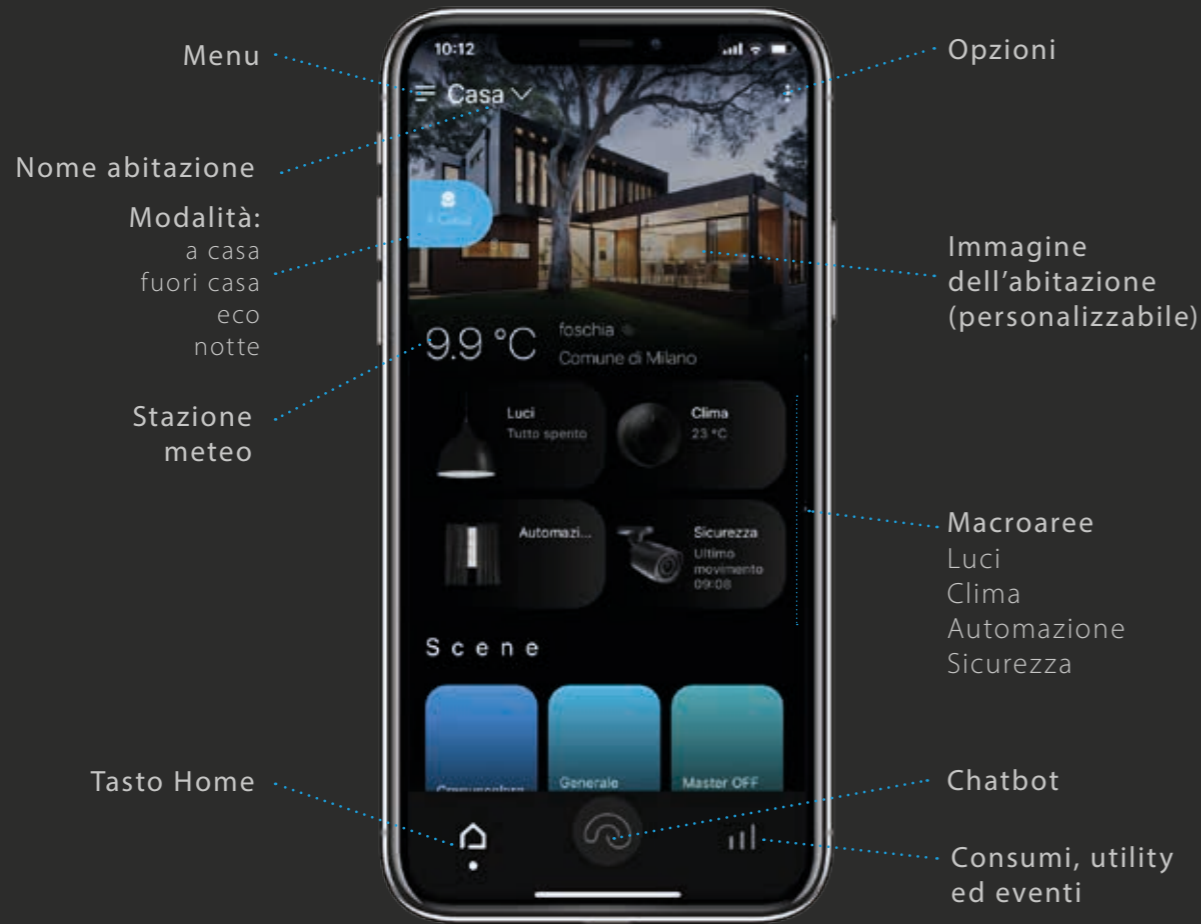 Menu
Nome abitazione
Modalità:
a casa
fuori casa
eco
notte
Stazione
meteo
Tasto Home
10:12
Casa
9.9 °C
foschia
Comune di Milano
Luci
Tutto spento
Clima
23 °C
Automazi...
Sicurezza
Ultimo
movimento
09:08
Scene
Generale
Master OFF
Opzioni
Immagine
dell’abitazione
(personalizzabile)
Macroaree
Luci
Clima
Automazione
Sicurezza
Chatbot
Consumi, utility
ed eventi